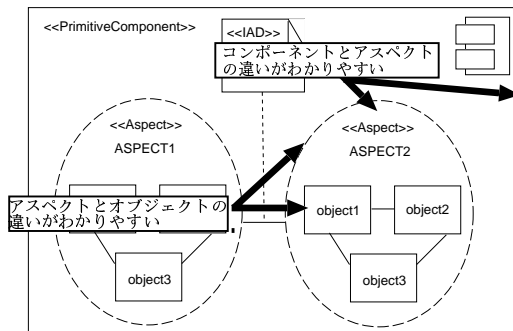 <<PrimitiveComponent>>
<<IAD>>
コンポーネントとアスペクト
の違いがわかりやすい
<<Aspect>>
ASPECT1
<<Aspect>>
ASPECT2
アスペクトとオブジェクトの
違いがわかりやすい
object1
object2
object3
object3